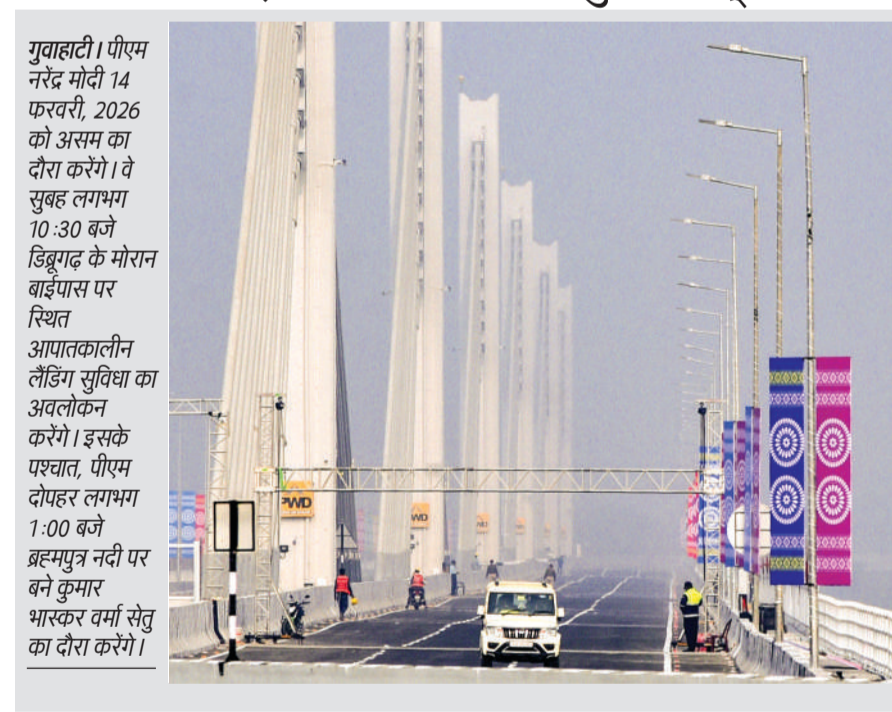 गुवाहाटी। पीएम
नरेंद्र मोदी 14
फरवरी, 2026
को असम का
दौरा करेंगे। वे
सुबह लगभग
10:30 बजे
डिब्रूगढ़ के मोरान
बाईपास पर
स्थित
आपातकालीन
लैंडिंग सुविधा का
अवलोकन
करेंगे। इसके
पश्चात, पीएम
दोपहर लगभग
1:00 बजे
ब्रह्मपुत्र नदी पर
बने कुमार
भास्कर वर्मा सेतु
का दौरा करेंगे।
PWD
WD